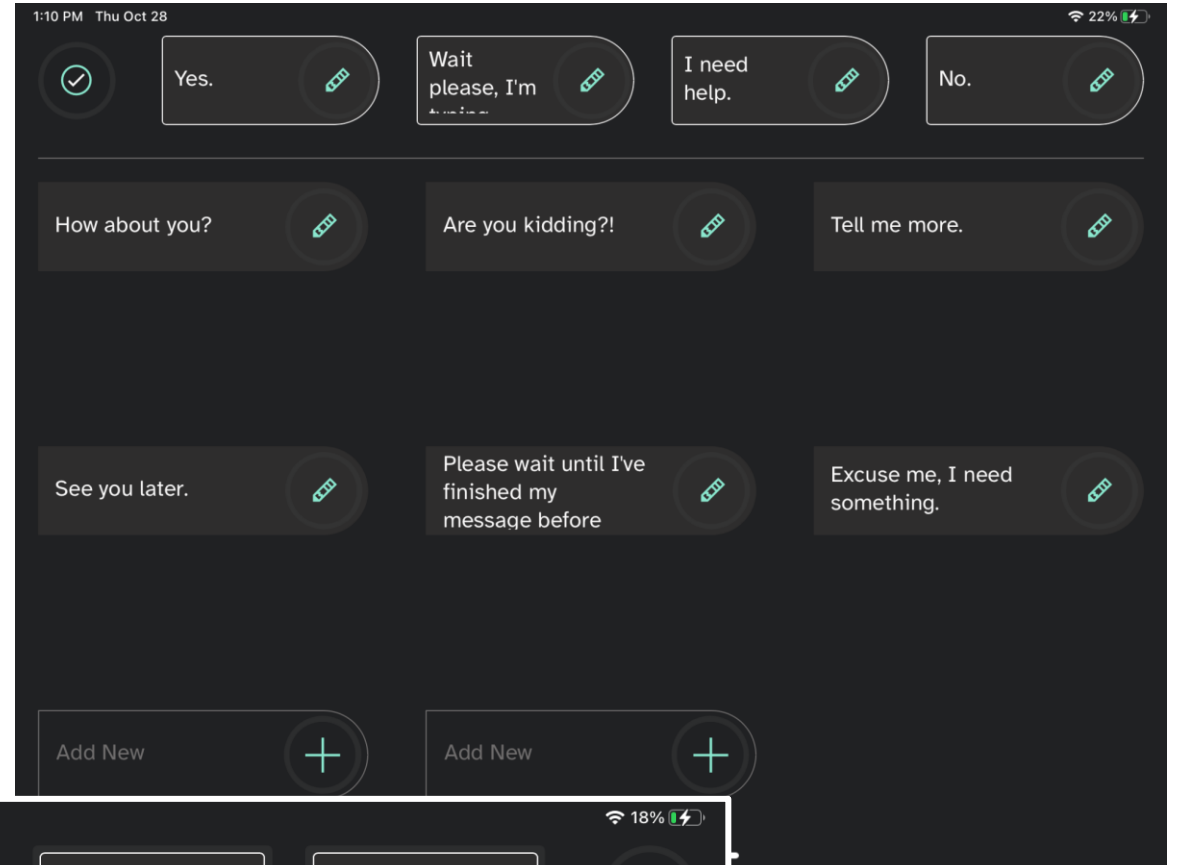 1:10 PM Thu Oct 28
22%
Yes.
Wait
please, I'm
I need
help.
No.
How about you?
Are you kidding?!
Tell me more.
See you later.
Please wait until I've
finished my
message before
Excuse me, I need
something.
Add New
Add New
18%